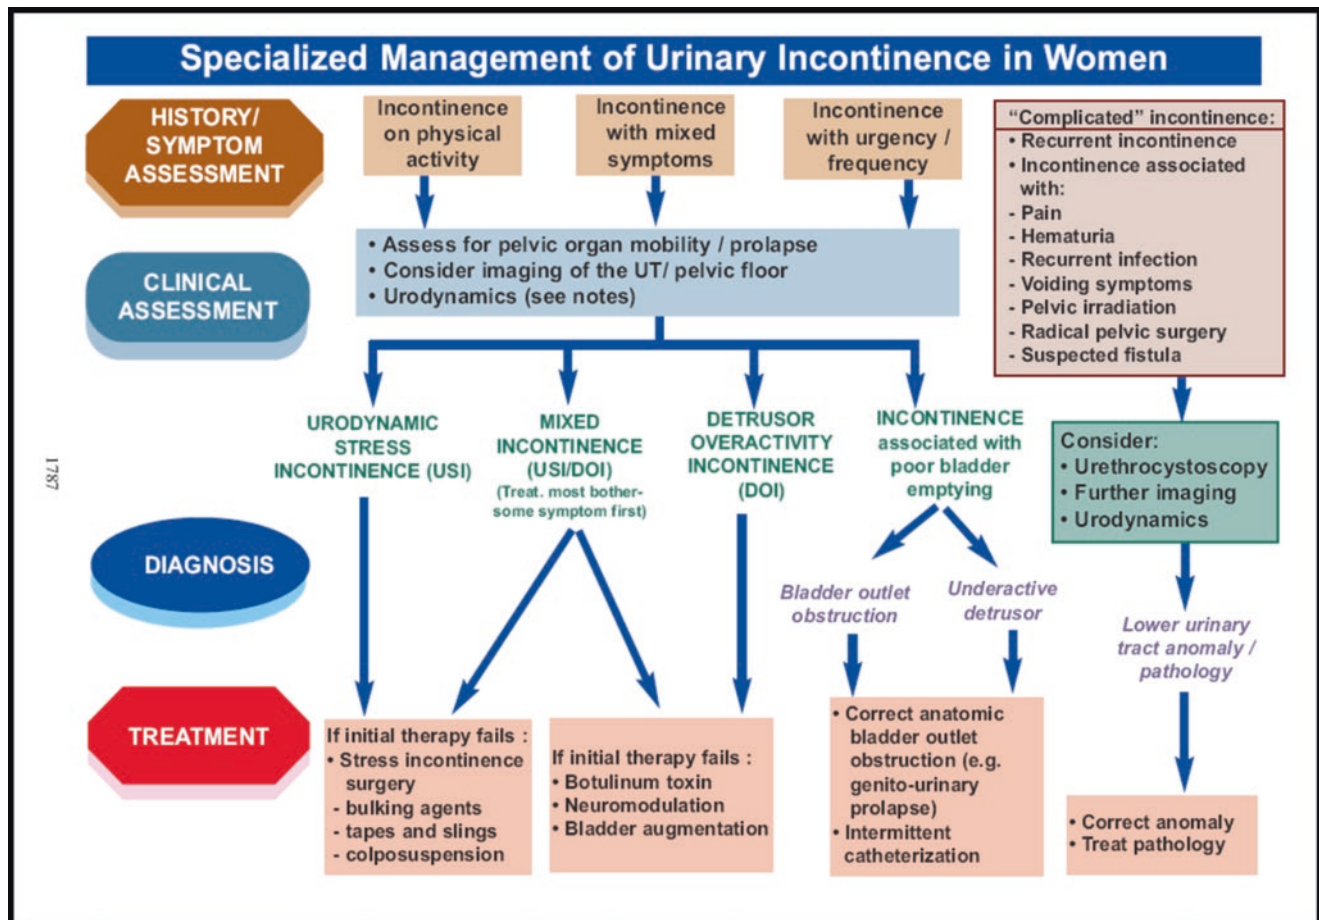 Specialized Management of Urinary Incontinence in Women
HISTORY/
SYMPTOM
ASSESSMENT
Incontinence
on physical
activity
Incontinence
with mixed
symptoms
Incontinence
with urgency /
frequency
“Complicated” incontinence:
• Recurrent incontinence
• Incontinence associated
with:
- Pain
- Hematuria
- Recurrent infection
- Voiding symptoms
- Pelvic irradiation
- Radical pelvic surgery
- Suspected fistula
CLINICAL
ASSESSMENT
• Assess for pelvic organ mobility / prolapse
• Consider imaging of the UT/ pelvic floor
• Urodynamics (see notes)
URODYNAMIC
STRESS
INCONTINENCE (USI)
MIXED
INCONTINENCE
(USI/DOI)
(Treat. most bother-
some symptom first)
DETRUSOR
OVERACTIVITY
INCONTINENCE
(DOI)
INCONTINENCE
associated with
poor bladder
emptying
Consider:
• Urethrocystoscopy
• Further imaging
• Urodynamics
1787
DIAGNOSIS
Bladder outlet
obstruction
Underactive
detrusor
Lower urinary
tract anomaly /
pathology
TREATMENT
If initial therapy fails :
• Stress incontinence
surgery
- bulking agents
- tapes and slings
- colposuspension
If initial therapy fails :
• Botulinum toxin
• Neuromodulation
• Bladder augmentation
• Correct anatomic
bladder outlet
obstruction (e.g.
genito-urinary
prolapse)
• Intermittent
catheterization
• Correct anomaly
• Treat pathology